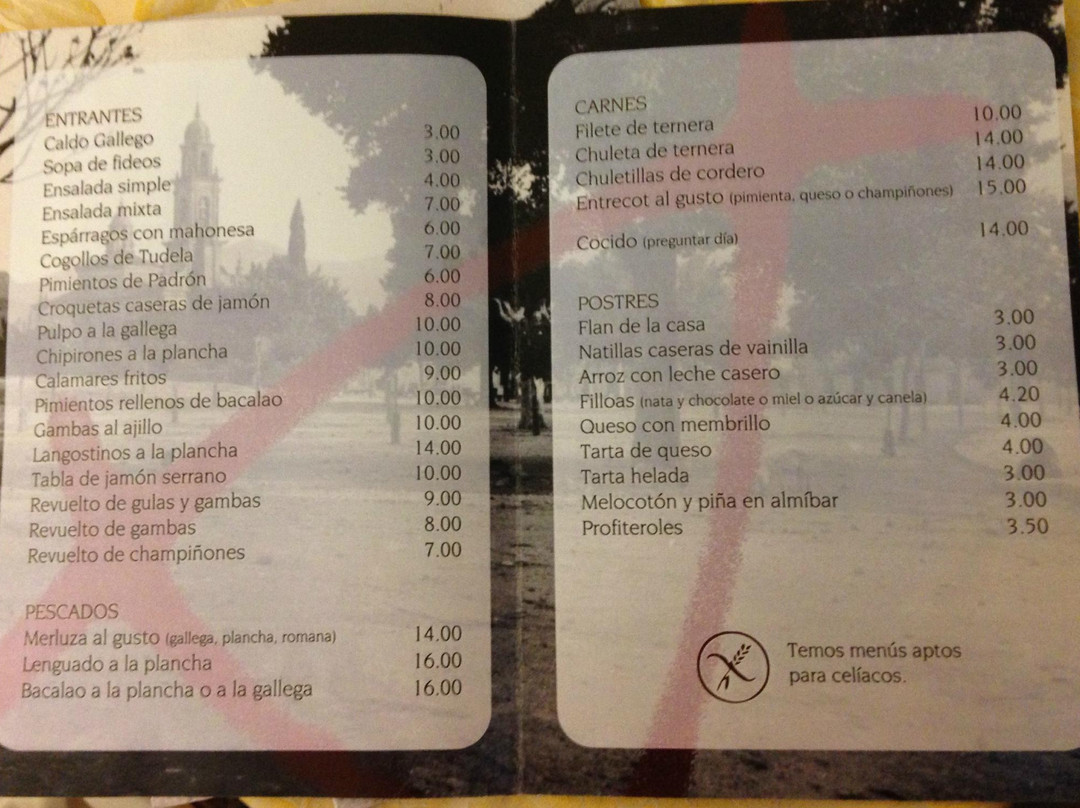 ENTRANTES
Caldo Gallego 3.00
Sopa de fideos 3.00
Ensalada simple 4.00
Ensalada mixta 7.00
Espárragos con mahonesa 6.00
Cogollos de Tudela 7.00
Pimientos de Padrón 6.00
Croquetas caseras de jamón 8.00
Pulpo a la gallega 10.00
Chipirones a la plancha 10.00
Calamares fritos 9.00
Pimientos rellenos de bacalao 10.00
Gambas al ajillo 10.00
Langostinos a la plancha 14.00
Tabla de jamón serrano 10.00
Revuelto de gulas y gambas 9.00
Revuelto de gambas 8.00
Revuelto de champiñones 7.00
PESCADOS
Merluza al gusto (gallega, plancha, romana) 14.00
Lenguado a la plancha 16.00
Bacalao a la plancha o a la gallega 16.00
CARNES
Filete de ternera 10.00
Chuleta de ternera 14.00
Chuletillas de cordero 14.00
Entrecot al gusto (pimienta, queso o champiñones) 15.00
Cocido (preguntar día) 14.00
POSTRES
Flan de la casa 3.00
Natillas caseras de vainilla 3.00
Arroz con leche casero 3.00
Filloas (nata y chocolate o miel o azúcar y canela) 4.20
Queso con membrillo 4.00
Tarta de queso 4.00
Tarta helada 3.00
Melocotón y piña en almíbar 3.00
Profiteroles 3.50
Temos menús aptos
para celíacos.